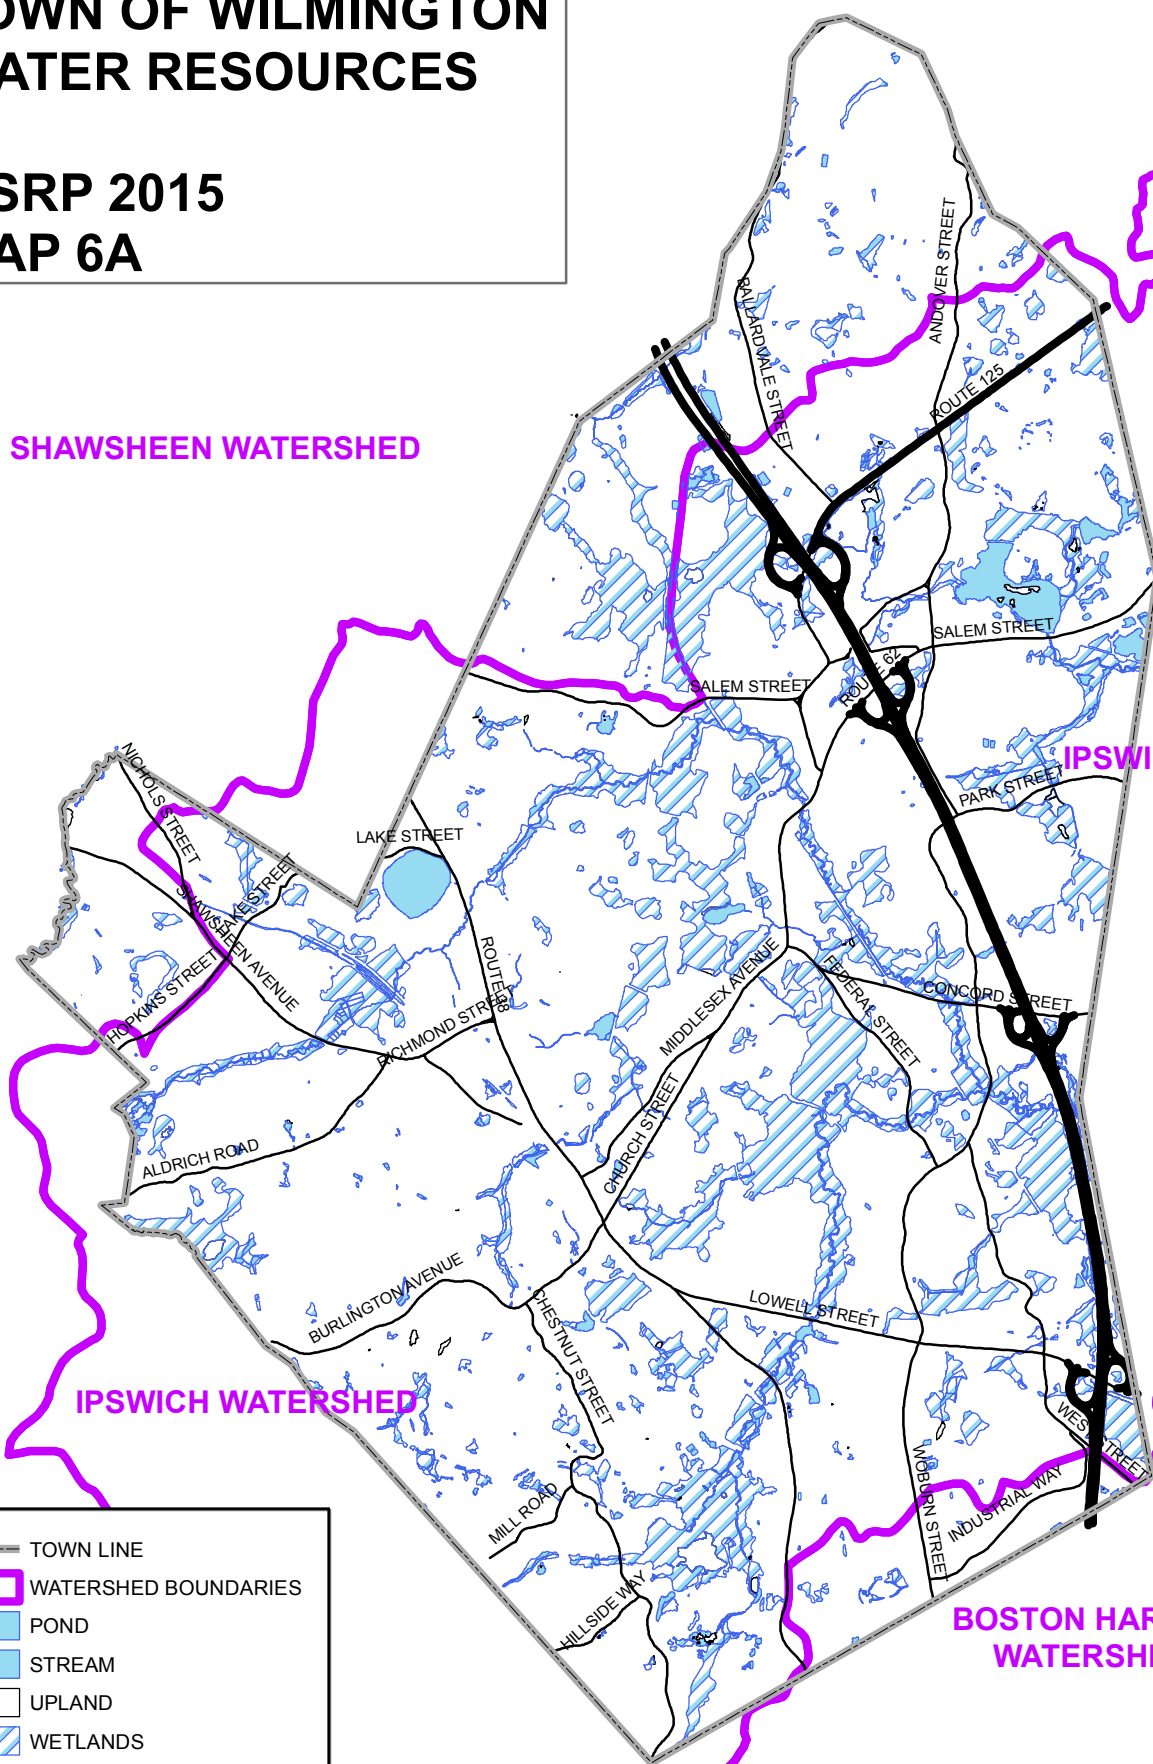 OWN OF WILMINGTON
ATER RESOURCES
SRP 2015
AP 6A
SHAWSHEEN WATERSHED
ANDOVER STREET
BALLARDVALE STREET
ROUTE 125
SALEM STREET
ROUTE 62
SALEM STREET
IPSWI
PARK STREET
NICHOLS STREET
LAKE STREET
LAKE STREET
SHAWSHEEN AVENUE
HOPKINS STREET
ROUTE 38
RICHMOND STREET
MIDDLESEX AVENUE
FEDERAL STREET
CONCORD STREET
CHURCH STREET
ALDRICH ROAD
BURLINGTON AVENUE
CHESTNUT STREET
LOWELL STREET
IPSWICH WATERSHED
WEST STREET
WOBURN STREET
INDUSTRIAL WAY
MILL ROAD
HILLSIDE WAY
BOSTON HAR
WATERSH
TOWN LINE
WATERSHED BOUNDARIES
POND
STREAM
UPLAND
WETLANDS